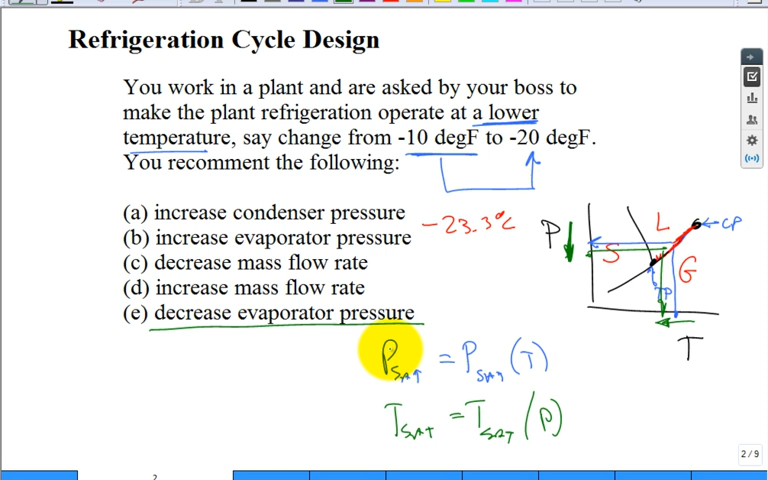 Refrigeration Cycle Design
You work in a plant and are asked by your boss to
make the plant refrigeration operate at a lower
temperature, say change from -10 degF to -20 degF.
You recomment the following:
(a) increase condenser pressure
(b) increase evaporator pressure
(c) decrease mass flow rate
(d) increase mass flow rate
(e) decrease evaporator pressure
-23.3°C
P
L
CP
S
G
TP
T
PSAT = PSAT (T)
TSAT = TSAT (P)
2 / 9
2